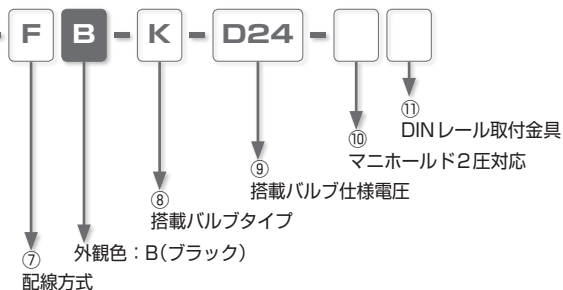 - F B - K - D24 -
⑪
DINレール取付金具
⑩
マニホールド2圧対応
⑨
搭載バルブ仕様電圧
⑧
搭載バルブタイプ
外観色：B（ブラック）
⑦
配線方式